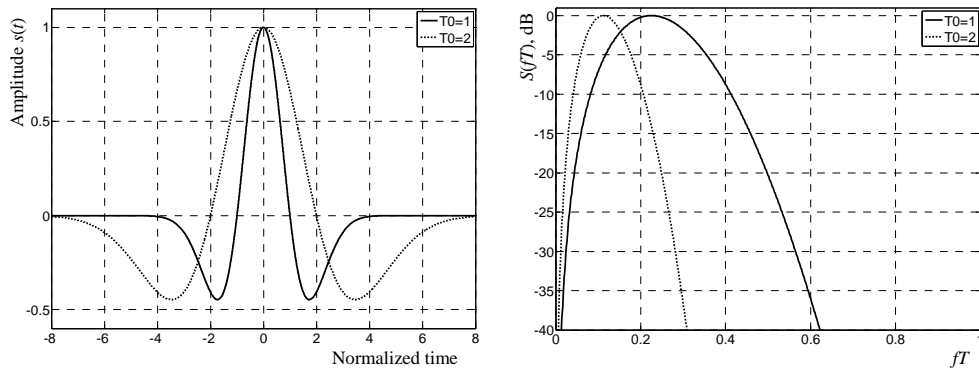 Amplitude s(t)
1
0.5
0
-0.5
-8 -6 -4 -2 0 2 4 6 8
Normalized time
T0=1
T0=2
S(fT), dB
0
-5
-10
-15
-20
-25
-30
-35
-40
0 0.2 0.4 0.6 0.8 1
fT
T0=1
T0=2